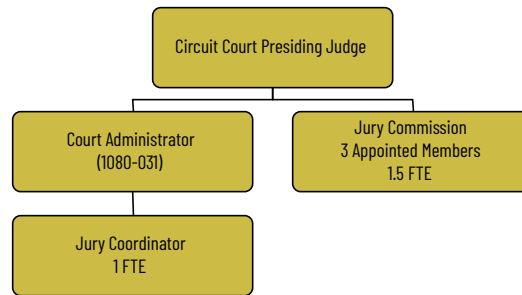 Circuit Court Presiding Judge
Court Administrator
(1080-031)
Jury Commission
3 Appointed Members
1.5 FTE
Jury Coordinator
1 FTE